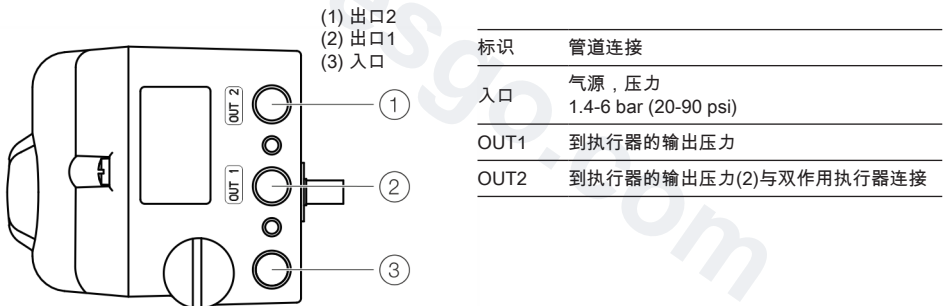 (1) 出口2
(2) 出口1
(3) 入口
OUT 2
OUT 1
1
2
3
标识 管道连接
入口 气源，压力
1.4-6 bar (20-90 psi)
OUT1 到执行器的输出压力
OUT2 到执行器的输出压力(2)与双作用执行器连接